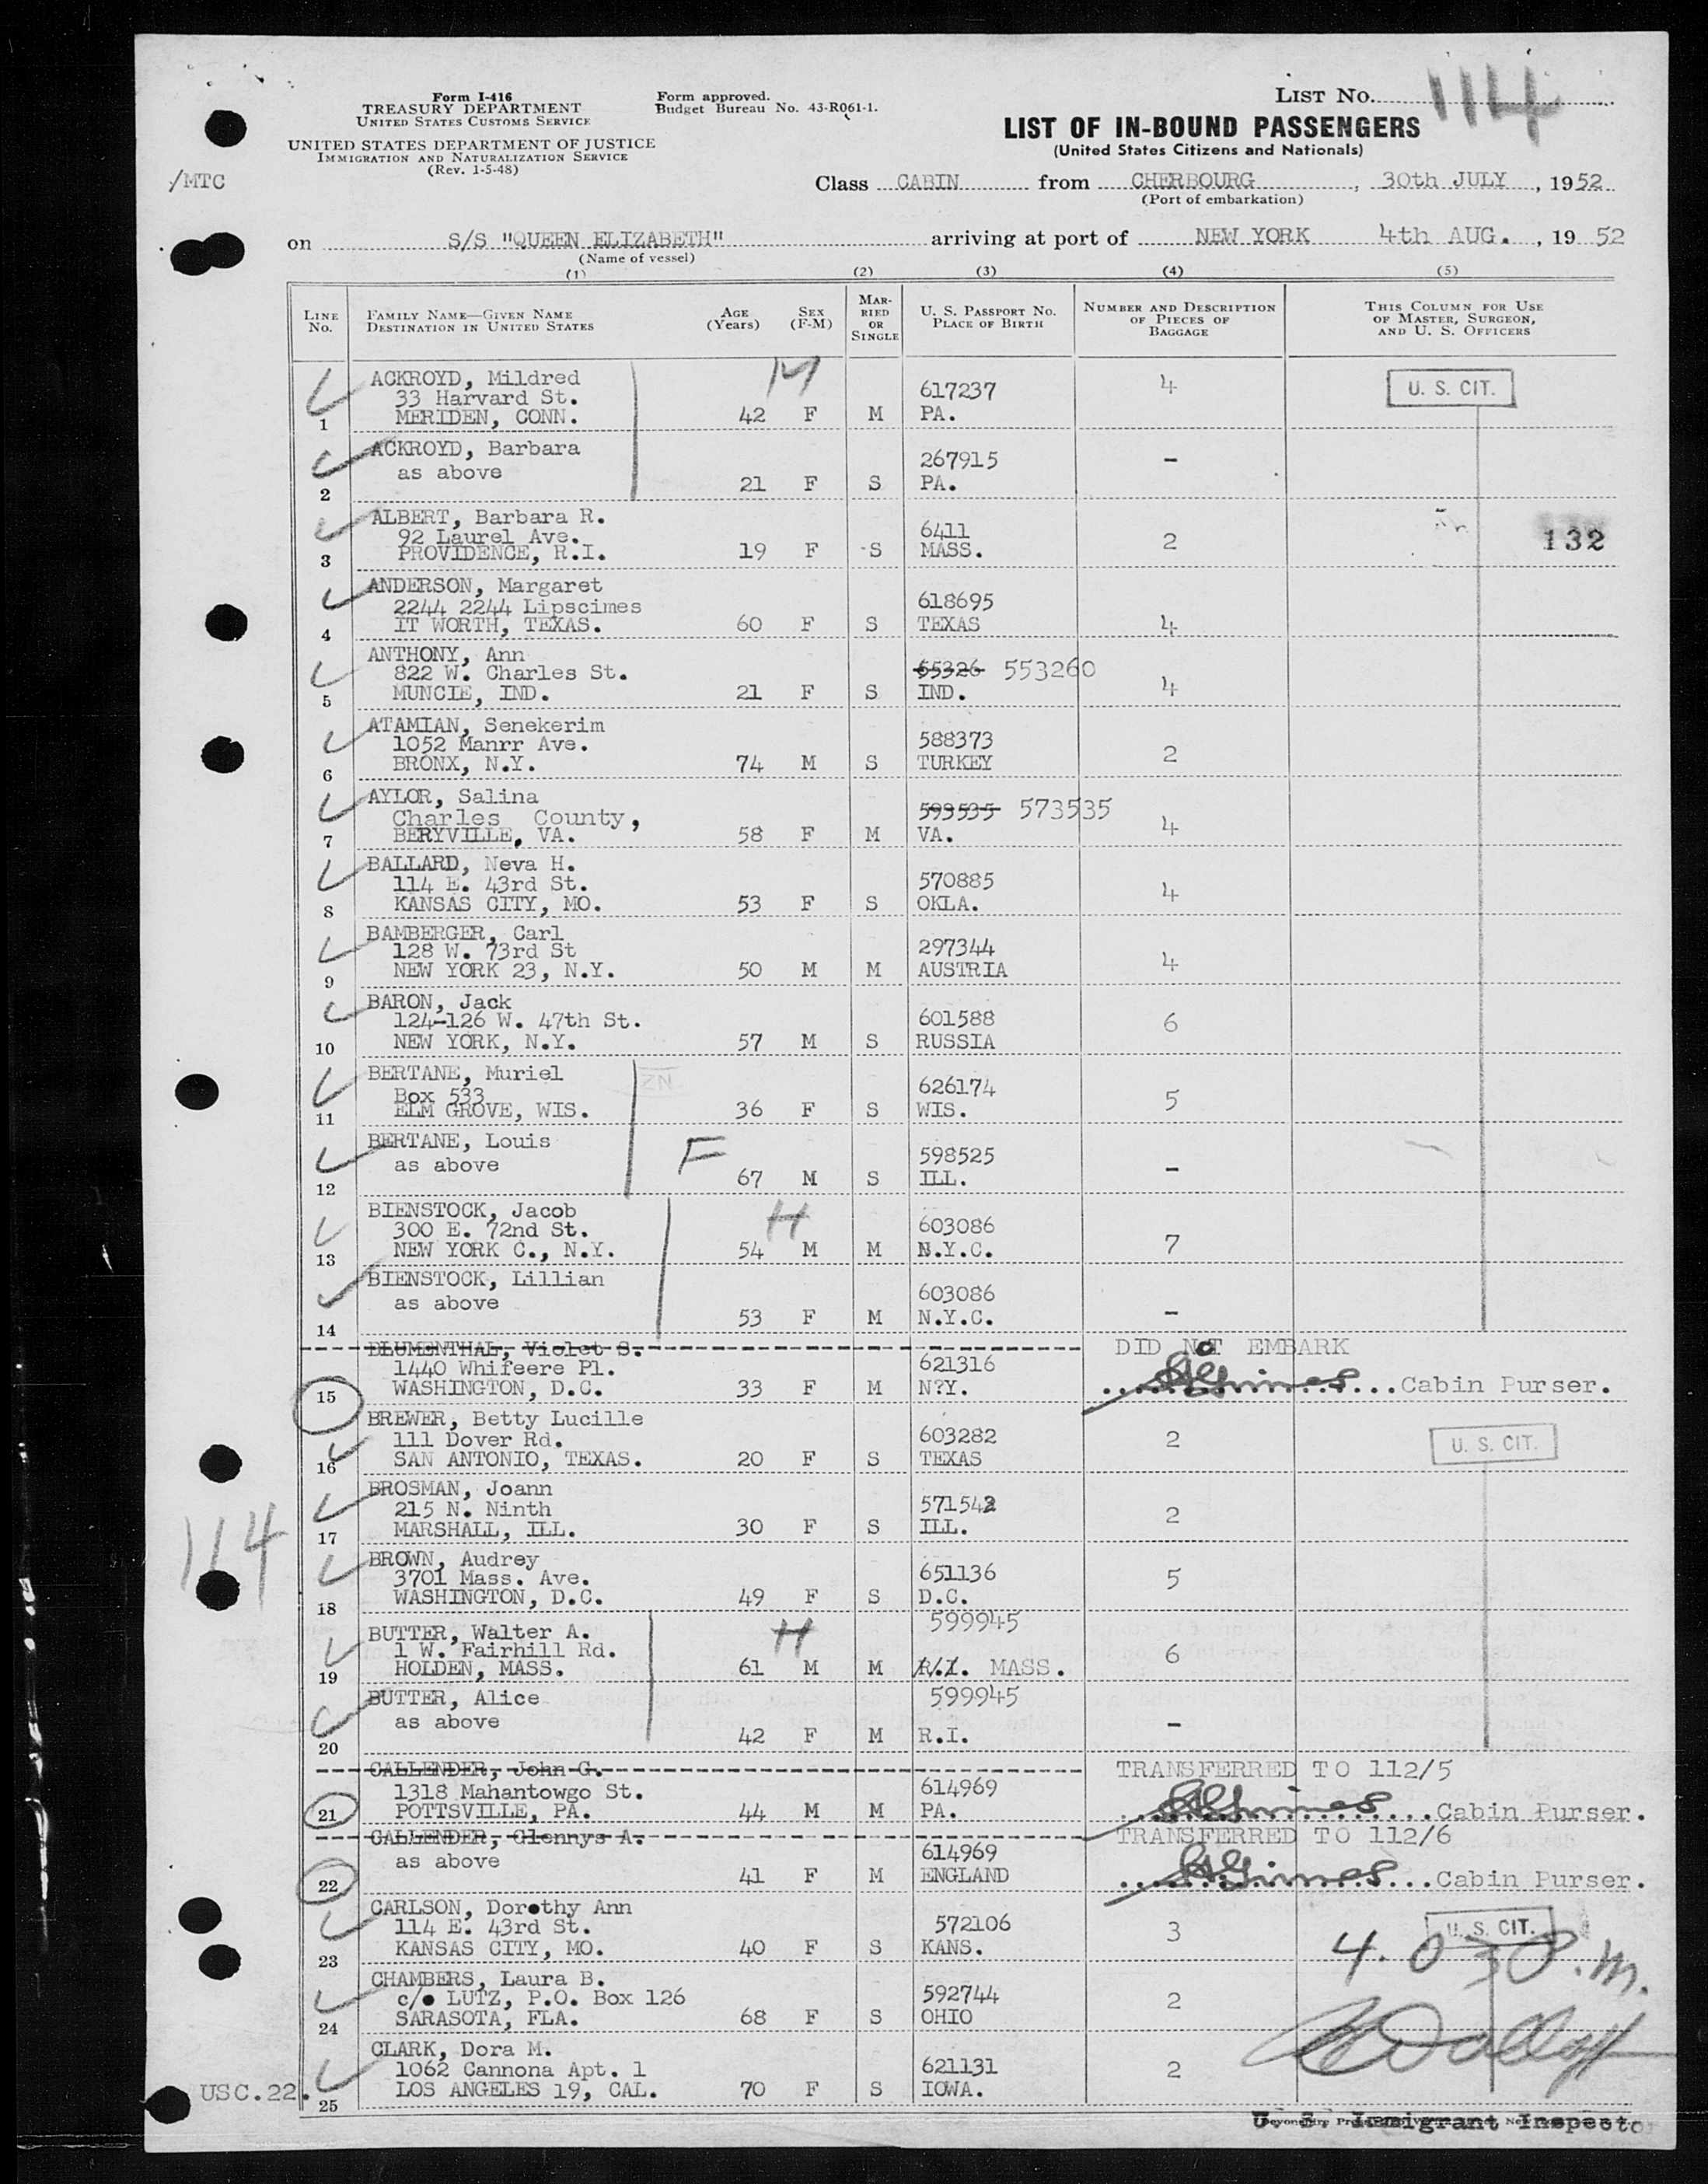 Form I-416
TREASURY DEPARTMENT
UNITED STATES CUSTOMS SERVICE
UNITED STATES DEPARTMENT OF JUSTICE
IMMIGRATION AND NATURALIZATION SERVICE
(Rev. 1-5-48)
/MTC
Form approved.
Budget Bureau No. 43-R061-1.
LIST No. 114
LIST OF IN-BOUND PASSENGERS
(United States Citizens and Nationals)
Class CABIN from CHERBOURG, 30th JULY, 1952
(Port of embarkation)
on S/S "QUEEN ELIZABETH" arriving at port of NEW YORK 4th AUG., 19 52
(Name of vessel)
(1) (2) (3) (4) (5)
LINE No. FAMILY NAME—GIVEN NAME DESTINATION IN UNITED STATES AGE (Years) SEX (F-M) MARRIED OR SINGLE U. S. PASSPORT No. PLACE OF BIRTH NUMBER AND DESCRIPTION OF PIECES OF BAGGAGE THIS COLUMN FOR USE OF MASTER, SURGEON, AND U. S. OFFICERS
ACKROYD, Mildred M
33 Harvard St. 617237 4 U. S. CIT.
1 MERIDEN, CONN. 42 F M PA.
ACKROYD, Barbara 267915 -
as above
2 21 F S PA.
ALBERT, Barbara R.
92 Laurel Ave. 6411 2 132
3 PROVIDENCE, R.I. 19 F -S MASS.
ANDERSON, Margaret
2244 2244 Lipscimes 618695
4 IT WORTH, TEXAS. 60 F S TEXAS 4
ANTHONY, Ann
822 W. Charles St. 55326 553260
5 MUNCIE, IND. 21 F S IND. 4
ATAMIAN, Senekerim
1052 Manrr Ave. 588373 2
6 BRONX, N.Y. 74 M S TURKEY
AYLOR, Salina
Charles County, 593535 573535
7 BERYVILLE, VA. 58 F M VA. 4
BALLARD, Neva H.
114 E. 43rd St. 570885 4
8 KANSAS CITY, MO. 53 F S OKLA.
BAMBERGER, Carl
128 W. 73rd St 297344 4
9 NEW YORK 23, N.Y. 50 M M AUSTRIA
BARON, Jack
124-126 W. 47th St. 601588 6
10 NEW YORK, N.Y. 57 M S RUSSIA
BERTANE, Muriel
Box 533 626174 5
11 ELM GROVE, WIS. 36 F S WIS.
BERTANE, Louis F
as above 598525 -
12 67 M S ILL.
BIENSTOCK, Jacob H
300 E. 72nd St. 603086 7
13 NEW YORK C., N.Y. 54 M M N.Y.C.
BIENSTOCK, Lillian
as above 603086 -
14 53 F M N.Y.C.
BLUMENTHAL, Violet S. DID NOT EMBARK
1440 Whifeere Pl. 621316
15 WASHINGTON, D.C. 33 F M N?Y. Cabin Purser.
BREWER, Betty Lucille
111 Dover Rd. 603282 2 U. S. CIT.
16 SAN ANTONIO, TEXAS. 20 F S TEXAS
BROSMAN, Joann
215 N. Ninth 571542 2
17 MARSHALL, ILL. 30 F S ILL.
114
BROWN, Audrey
3701 Mass. Ave. 651136 5
18 WASHINGTON, D.C. 49 F S D.C.
BUTTER, Walter A. H 599945
1 W. Fairhill Rd. 6
19 HOLDEN, MASS. 61 M M R.I. MASS.
BUTTER, Alice 599945
as above -
20 42 F M R.I.
CALLENDER, John G. TRANSFERRED TO 112/5
1318 Mahantowgo St. 614969
21 POTTSVILLE, PA. 44 M M PA. Cabin Purser.
CALLENDER, Glennys A. TRANSFERRED TO 112/6
as above 614969
22 41 F M ENGLAND Cabin Purser.
CARLSON, Dorothy Ann
114 E. 43rd St. 572106 3 U. S. CIT.
23 KANSAS CITY, MO. 40 F S KANS.
CHAMBERS, Laura B.
c/o LUTZ, P.O. Box 126 592744 2
24 SARASOTA, FLA. 68 F S OHIO
CLARK, Dora M.
1062 Cannona Apt. 1 621131 2
25 LOS ANGELES 19, CAL. 70 F S IOWA.
USC.22.
U. S. Immigrant Inspector